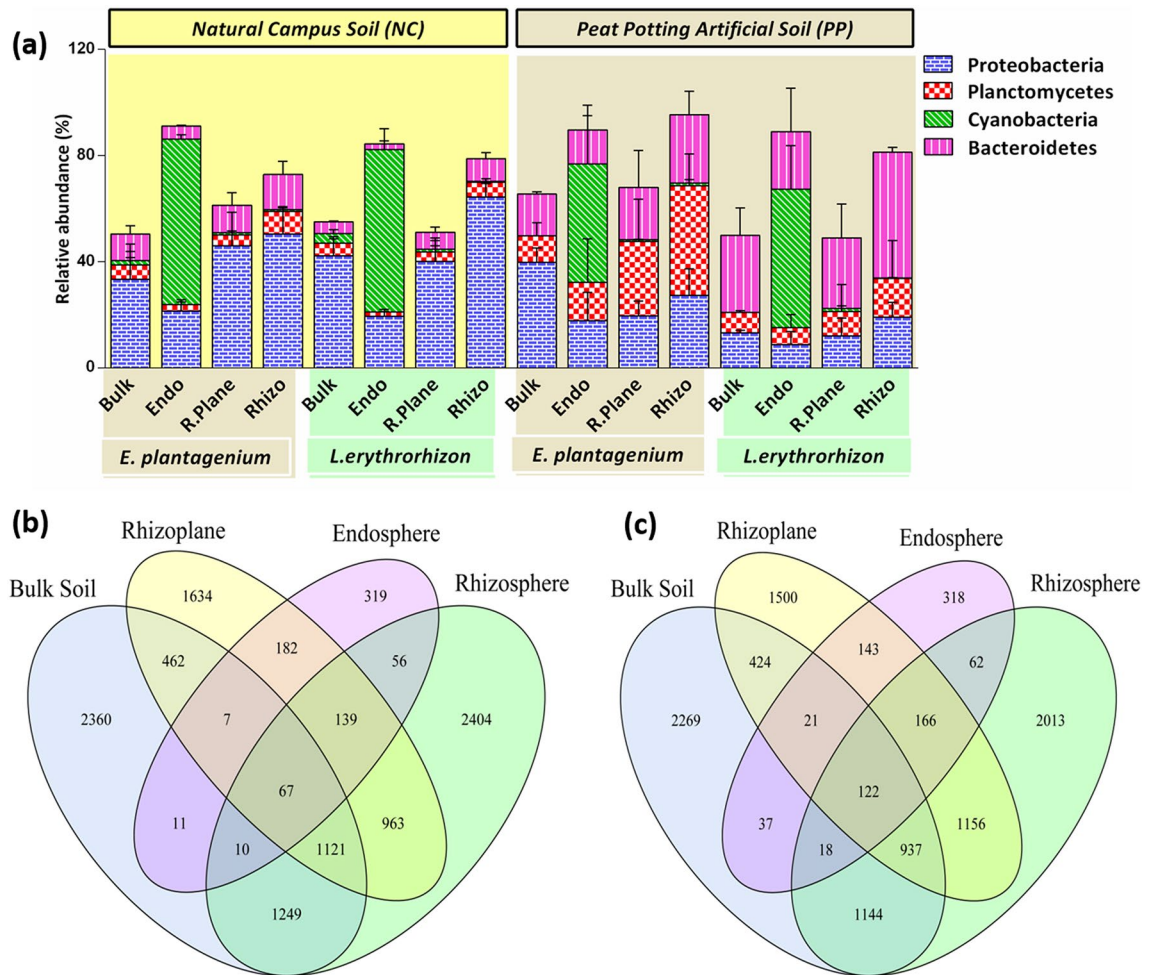 (a)
Natural Campus Soil (NC)
Peat Potting Artificial Soil (PP)
Relative abundance (%)
120
80
40
0
Proteobacteria
Planctomycetes
Cyanobacteria
Bacteroidetes
Bulk Endo R.Plane Rhizo Bulk Endo R.Plane Rhizo Bulk Endo R.Plane Rhizo Bulk Endo R.Plane Rhizo
E. plantagenium L.erythrorhizon E. plantagenium L.erythrorhizon
(b)
Bulk Soil
Rhizoplane
Endosphere
Rhizosphere
1634
319
462
182
56
2360
7
139
2404
67
11
963
10
1121
1249
(c)
Bulk Soil
Rhizoplane
Endosphere
Rhizosphere
1500
318
424
143
62
2269
21
166
2013
122
37
1156
18
937
1144